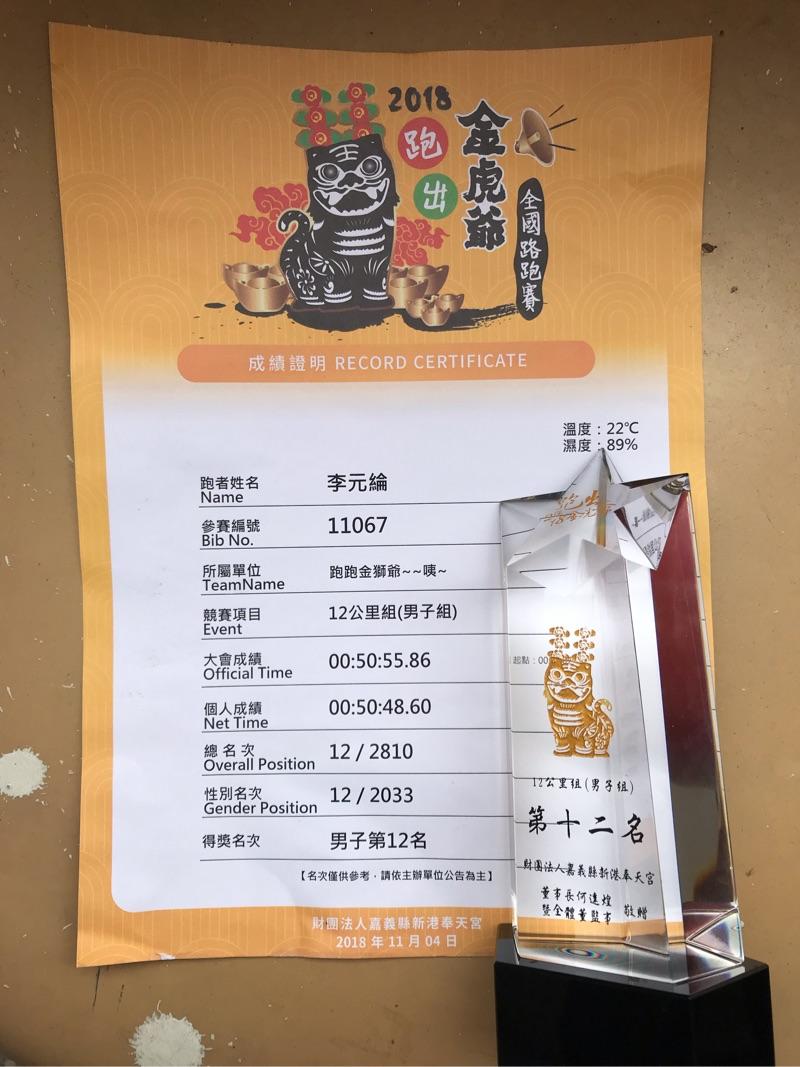 2018
跑出
金虎爺
全國路跑賽
成績證明 RECORD CERTIFICATE
溫度：22℃
濕度：89%
跑者姓名 李元綸
Name
參賽編號 11067
Bib No.
所屬單位 跑跑金獅爺~~咦~
TeamName
競賽項目 12公里組(男子組)
Event
大會成績 00:50:55.86
Official Time
起點：00
個人成績 00:50:48.60
Net Time
總名次 12 / 2810
Overall Position
性別名次 12 / 2033
Gender Position
得獎名次 男子第12名
【名次僅供參考，請依主辦單位公告為主】
財團法人嘉義縣新港奉天宮
2018 年 11 月 04 日
跑出
12公里組(男子組)
第十二名
財團法人嘉義縣新港奉天宮
董事長何達煌
暨全體董監事 敬贈